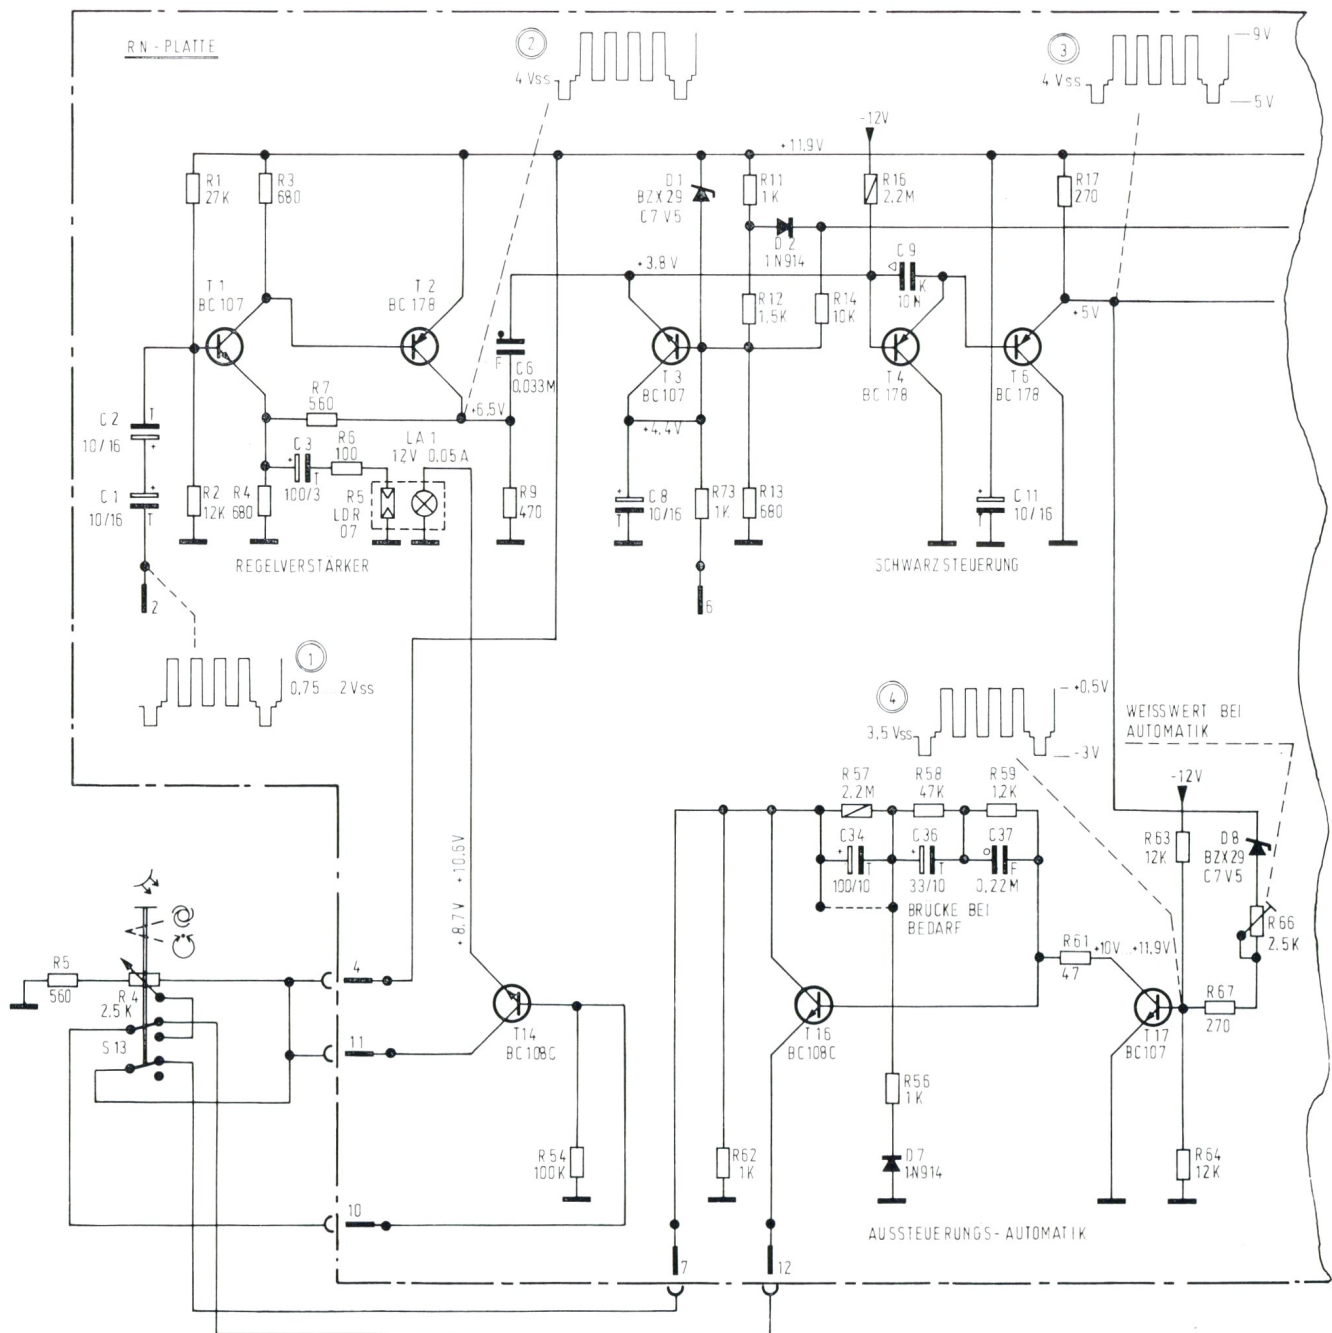 RN-PLATTE
2
4 Vss
3
4 Vss
9V
5V
-12V
+11,9V
R1
27K
R3
680
D1
BZX29
C7V5
R11
1K
R16
2,2M
R17
270
D2
1N914
C9
K
10N
+3,8V
T1
BC107
T2
BC178
R12
1,5K
R14
10K
+5V
C6
F
0,033M
T3
BC107
T4
BC178
T6
BC178
R7
560
+6,5V
+4,4V
C2
T
10/16
+
C3
+
T
100/3
R6
100
LA1
12V 0,05A
C1
+
10/16
T
R2
12K
R4
680
R5
LDR
07
R9
470
C8
+
10/16
T
R73
1K
R13
680
C11
+
10/16
T
REGELVERSTÄRKER
SCHWARZSTEUERUNG
2
6
1
0,75...2Vss
4
3,5 Vss
+0,5V
-3V
WEISSWERT BEI
AUTOMATIK
R57
2,2M
R58
47K
R59
1,2K
-12V
R63
12K
D8
BZX29
C7V5
C34
+
T
100/10
C36
+
T
33/10
C37
F
0,22M
BRÜCKE BEI
BEDARF
+8,7V...+10,6V
R66
2,5K
R61
47
+10V...+11,9V
R5
560
R4
2,5K
4
R67
270
S13
11
T14
BC108C
T16
BC108C
T17
BC107
R56
1K
R54
100K
R62
1K
D7
1N914
R64
12K
10
AUSSTEUERUNGS-AUTOMATIK
7
12